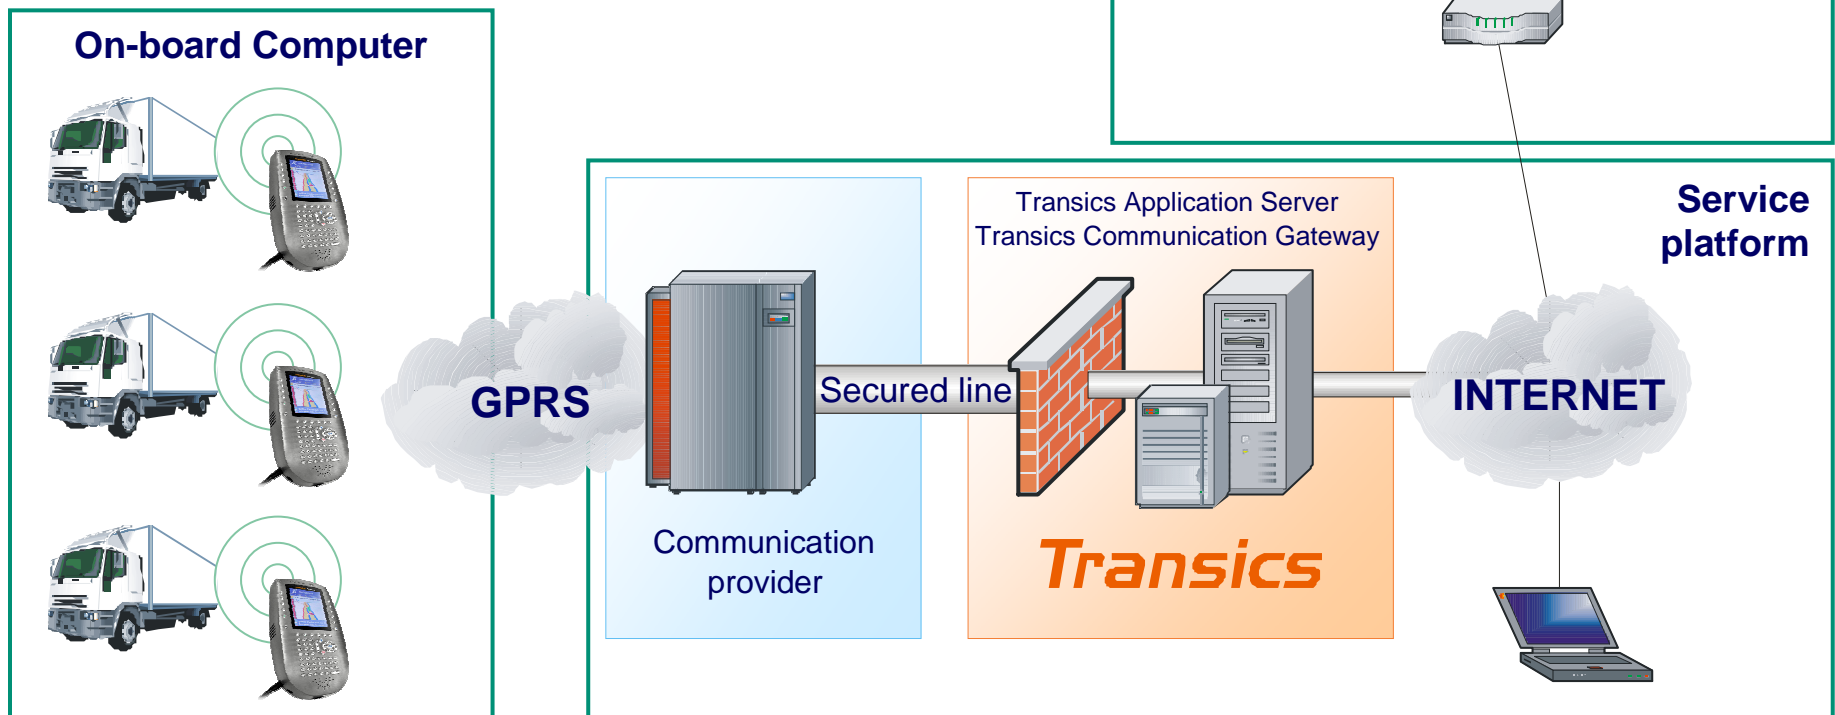 On-board Computer
Service
platform
Transics Application Server
Transics Communication Gateway
GPRS
Secured line
INTERNET
Communication
provider
Transics